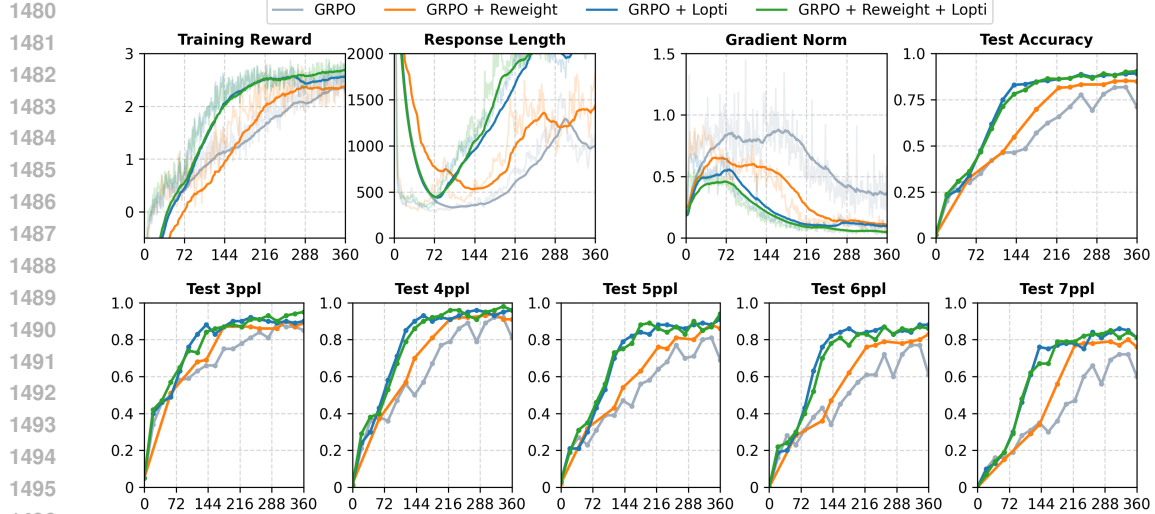 1480
GRPO GRPO + Reweight GRPO + Lopti GRPO + Reweight + Lopti
1481
Training Reward Response Length Gradient Norm Test Accuracy
1482
3 2000 1.5 1.0
1483
2 1500 1.0 0.75
1484
1 1000 0.5
1485
0.5
1486
0 500 0.25
1487
0 0 0
1488
0 72 144 216 288 360 0 72 144 216 288 360 0 72 144 216 288 360 0 72 144 216 288 360
1489
Test 3ppl Test 4ppl Test 5ppl Test 6ppl Test 7ppl
1490
1.0 1.0 1.0 1.0 1.0
1491
0.8 0.8 0.8 0.8 0.8
1492
0.6 0.6 0.6 0.6 0.6
1493
0.4 0.4 0.4 0.4 0.4
1494
0.2 0.2 0.2 0.2 0.2
1495
0 0 0 0 0
0 72 144 216 288 360 0 72 144 216 288 360 0 72 144 216 288 360 0 72 144 216 288 360 0 72 144 216 288 360